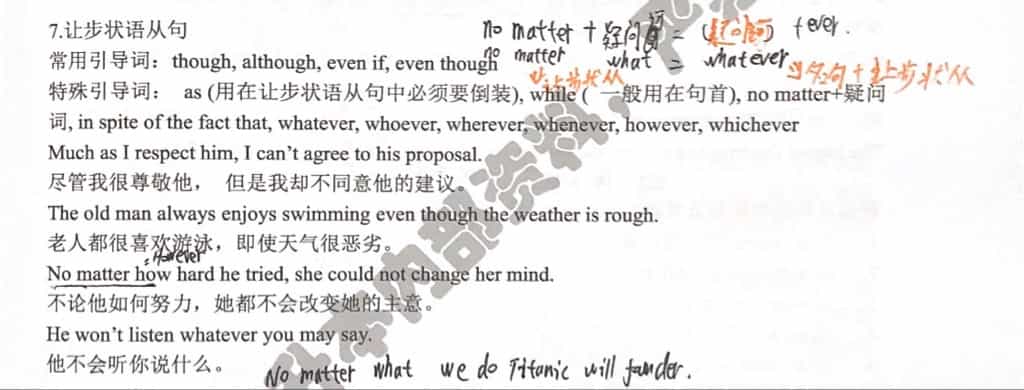 7.让步状语从句
no matter + 疑问词 = (疑问词) + ever.
常用引导词：though, although, even if, even though
no matter what = whatever
让步状从
名从句 + 让步状从
特殊引导词： as (用在让步状语从句中必须要倒装), while ( 一般用在句首), no matter+疑问
词, in spite of the fact that, whatever, whoever, wherever, whenever, however, whichever
Much as I respect him, I can't agree to his proposal.
尽管我很尊敬他， 但是我却不同意他的建议。
The old man always enjoys swimming even though the weather is rough.
老人都很喜欢游泳，即使天气很恶劣。
However
No matter how hard he tried, she could not change her mind.
不论他如何努力，她都不会改变她的主意。
He won't listen whatever you may say.
他不会听你说什么。
No matter what we do Titanic will founder.
升本内部资料，